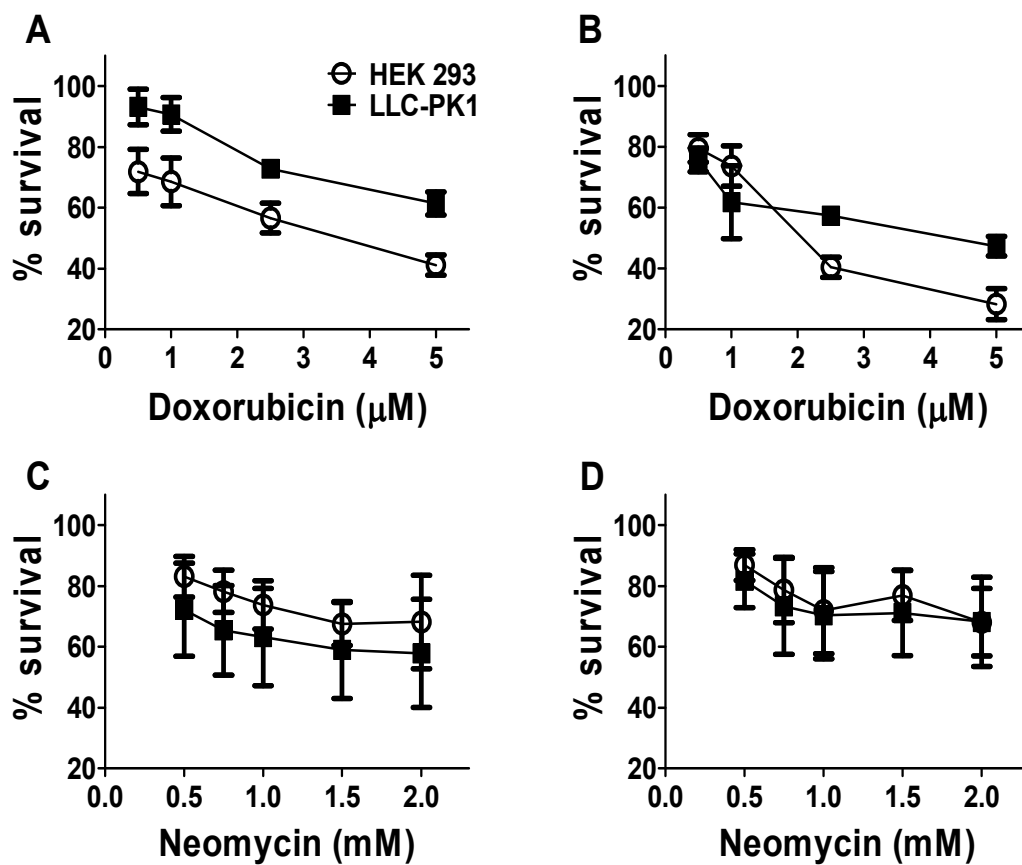 A
% survival
100
80
60
40
20
0 1 2 3 4 5
Doxorubicin (μM)
HEK 293
LLC-PK1
B
% survival
100
80
60
40
20
0 1 2 3 4 5
Doxorubicin (μM)
C
% survival
100
80
60
40
20
0.0 0.5 1.0 1.5 2.0
Neomycin (mM)
D
% survival
100
80
60
40
20
0.0 0.5 1.0 1.5 2.0
Neomycin (mM)